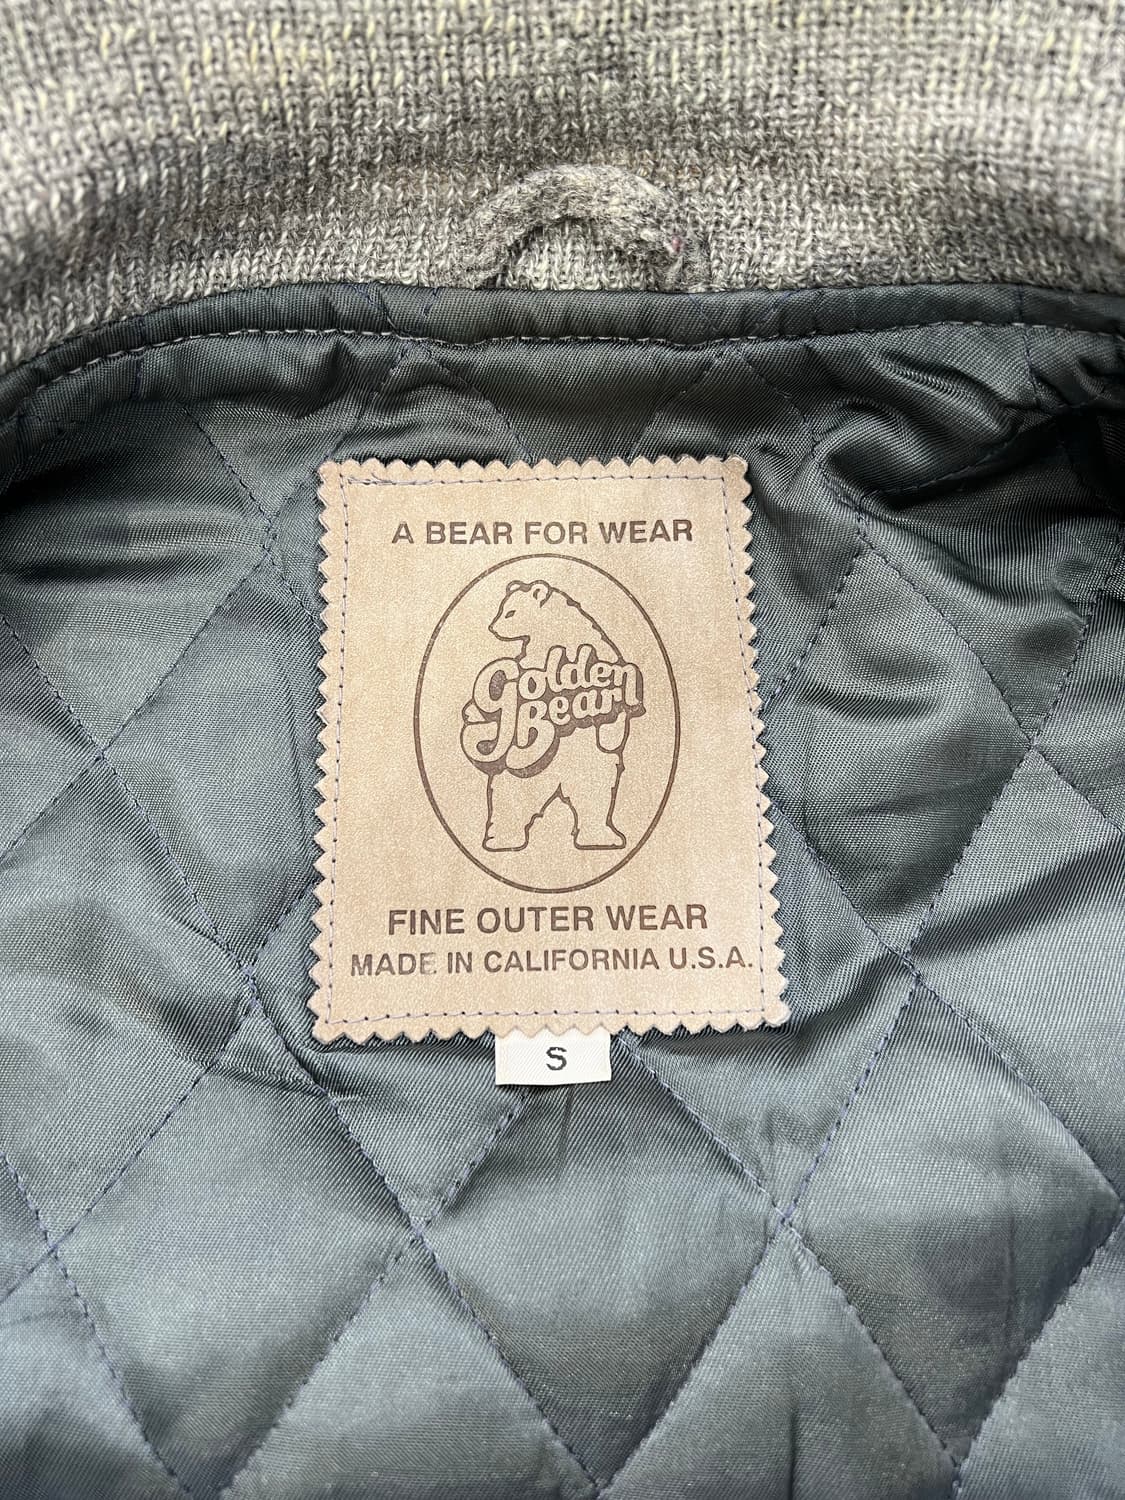 A BEAR FOR WEAR
Golden
Bear
FINE OUTER WEAR
MADE IN CALIFORNIA U.S.A.
S